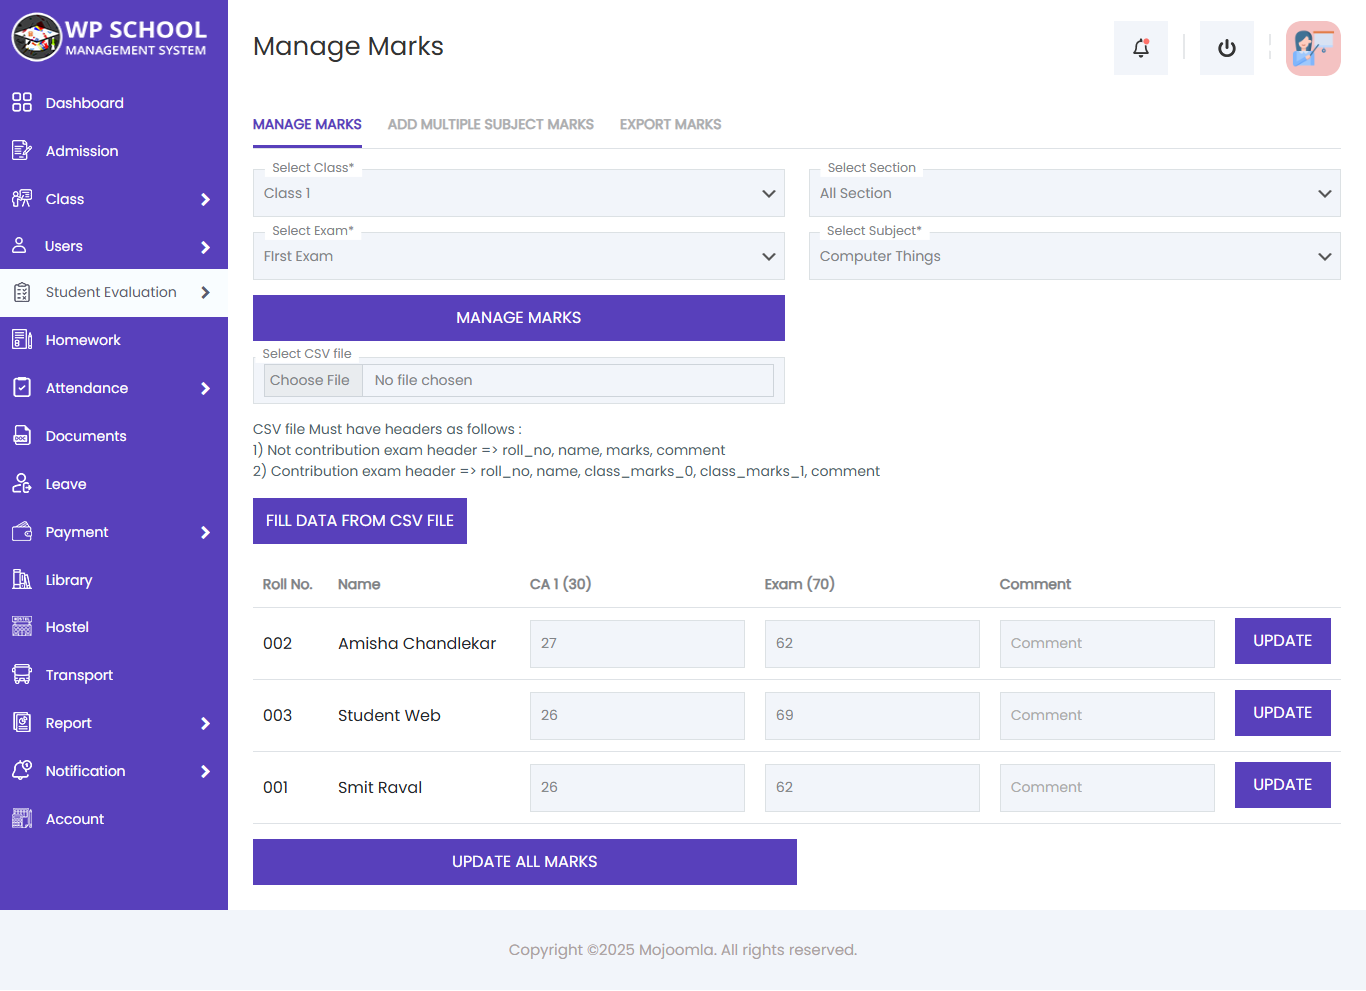 WP SCHOOL
MANAGEMENT SYSTEM
Dashboard
Admission
Class
Users
Student Evaluation
Homework
Attendance
Documents
Leave
Payment
Library
Hostel
Transport
Report
Notification
Account
Manage Marks
MANAGE MARKS ADD MULTIPLE SUBJECT MARKS EXPORT MARKS
Select Class* Select Section
Class 1 All Section
Select Exam* Select Subject*
FIrst Exam Computer Things
MANAGE MARKS
Select CSV file
Choose File No file chosen
CSV file Must have headers as follows :
1) Not contribution exam header => roll_no, name, marks, comment
2) Contribution exam header => roll_no, name, class_marks_0, class_marks_1, comment
FILL DATA FROM CSV FILE
Roll No. Name CA 1 (30) Exam (70) Comment
002 Amisha Chandlekar 27 62 Comment UPDATE
003 Student Web 26 69 Comment UPDATE
001 Smit Raval 26 62 Comment UPDATE
UPDATE ALL MARKS
Copyright ©2025 Mojoomla. All rights reserved.